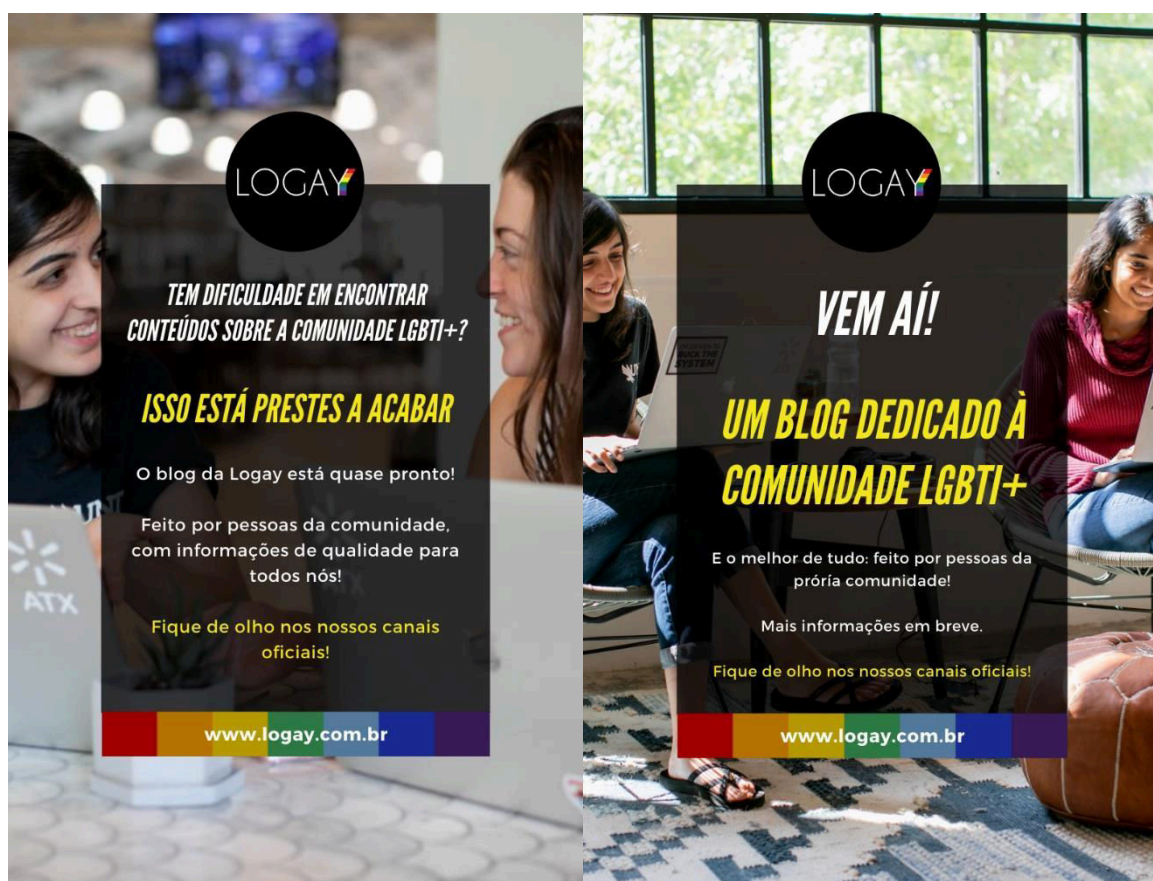 LOGAY
TEM DIFICULDADE EM ENCONTRAR
CONTEÚDOS SOBRE A COMUNIDADE LGBTI+?
ISSO ESTÁ PRESTES A ACABAR
O blog da Logay está quase pronto!
Feito por pessoas da comunidade,
com informações de qualidade para
todos nós!
Fique de olho nos nossos canais
oficiais!
www.logay.com.br
ATX
LOGAY
VEM AÍ!
UM BLOG DEDICADO À
COMUNIDADE LGBTI+
E o melhor de tudo: feito por pessoas da
próría comunidade!
Mais informações em breve.
Fique de olho nos nossos canais oficiais!
www.logay.com.br
SYSTEM